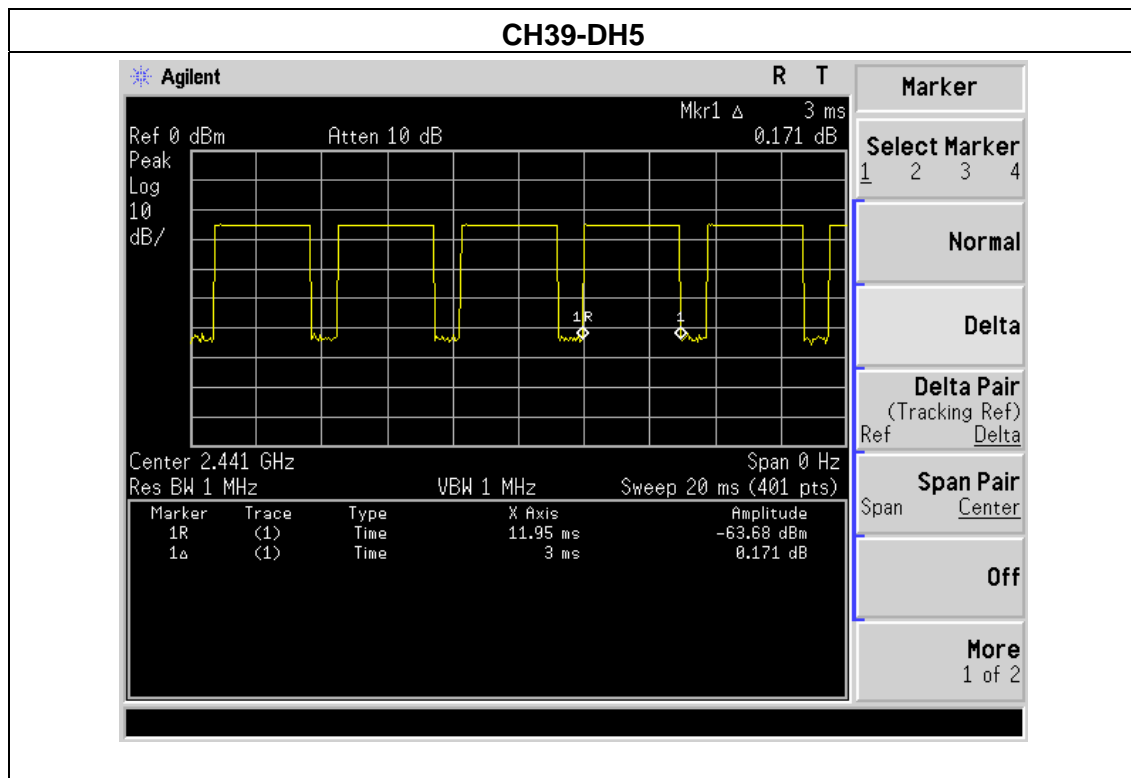 CH39-DH5
Agilent R T
Mkr1 Δ 3 ms
Ref 0 dBm Atten 10 dB 0.171 dB
Peak
Log
10
dB/
1R 1
Center 2.441 GHz Span 0 Hz
Res BW 1 MHz VBW 1 MHz Sweep 20 ms (401 pts)
Marker Trace Type X Axis Amplitude
1R (1) Time 11.95 ms -63.68 dBm
1Δ (1) Time 3 ms 0.171 dB
Marker
Select Marker
1 2 3 4
Normal
Delta
Delta Pair
(Tracking Ref)
Ref Delta
Span Pair
Span Center
Off
More
1 of 2